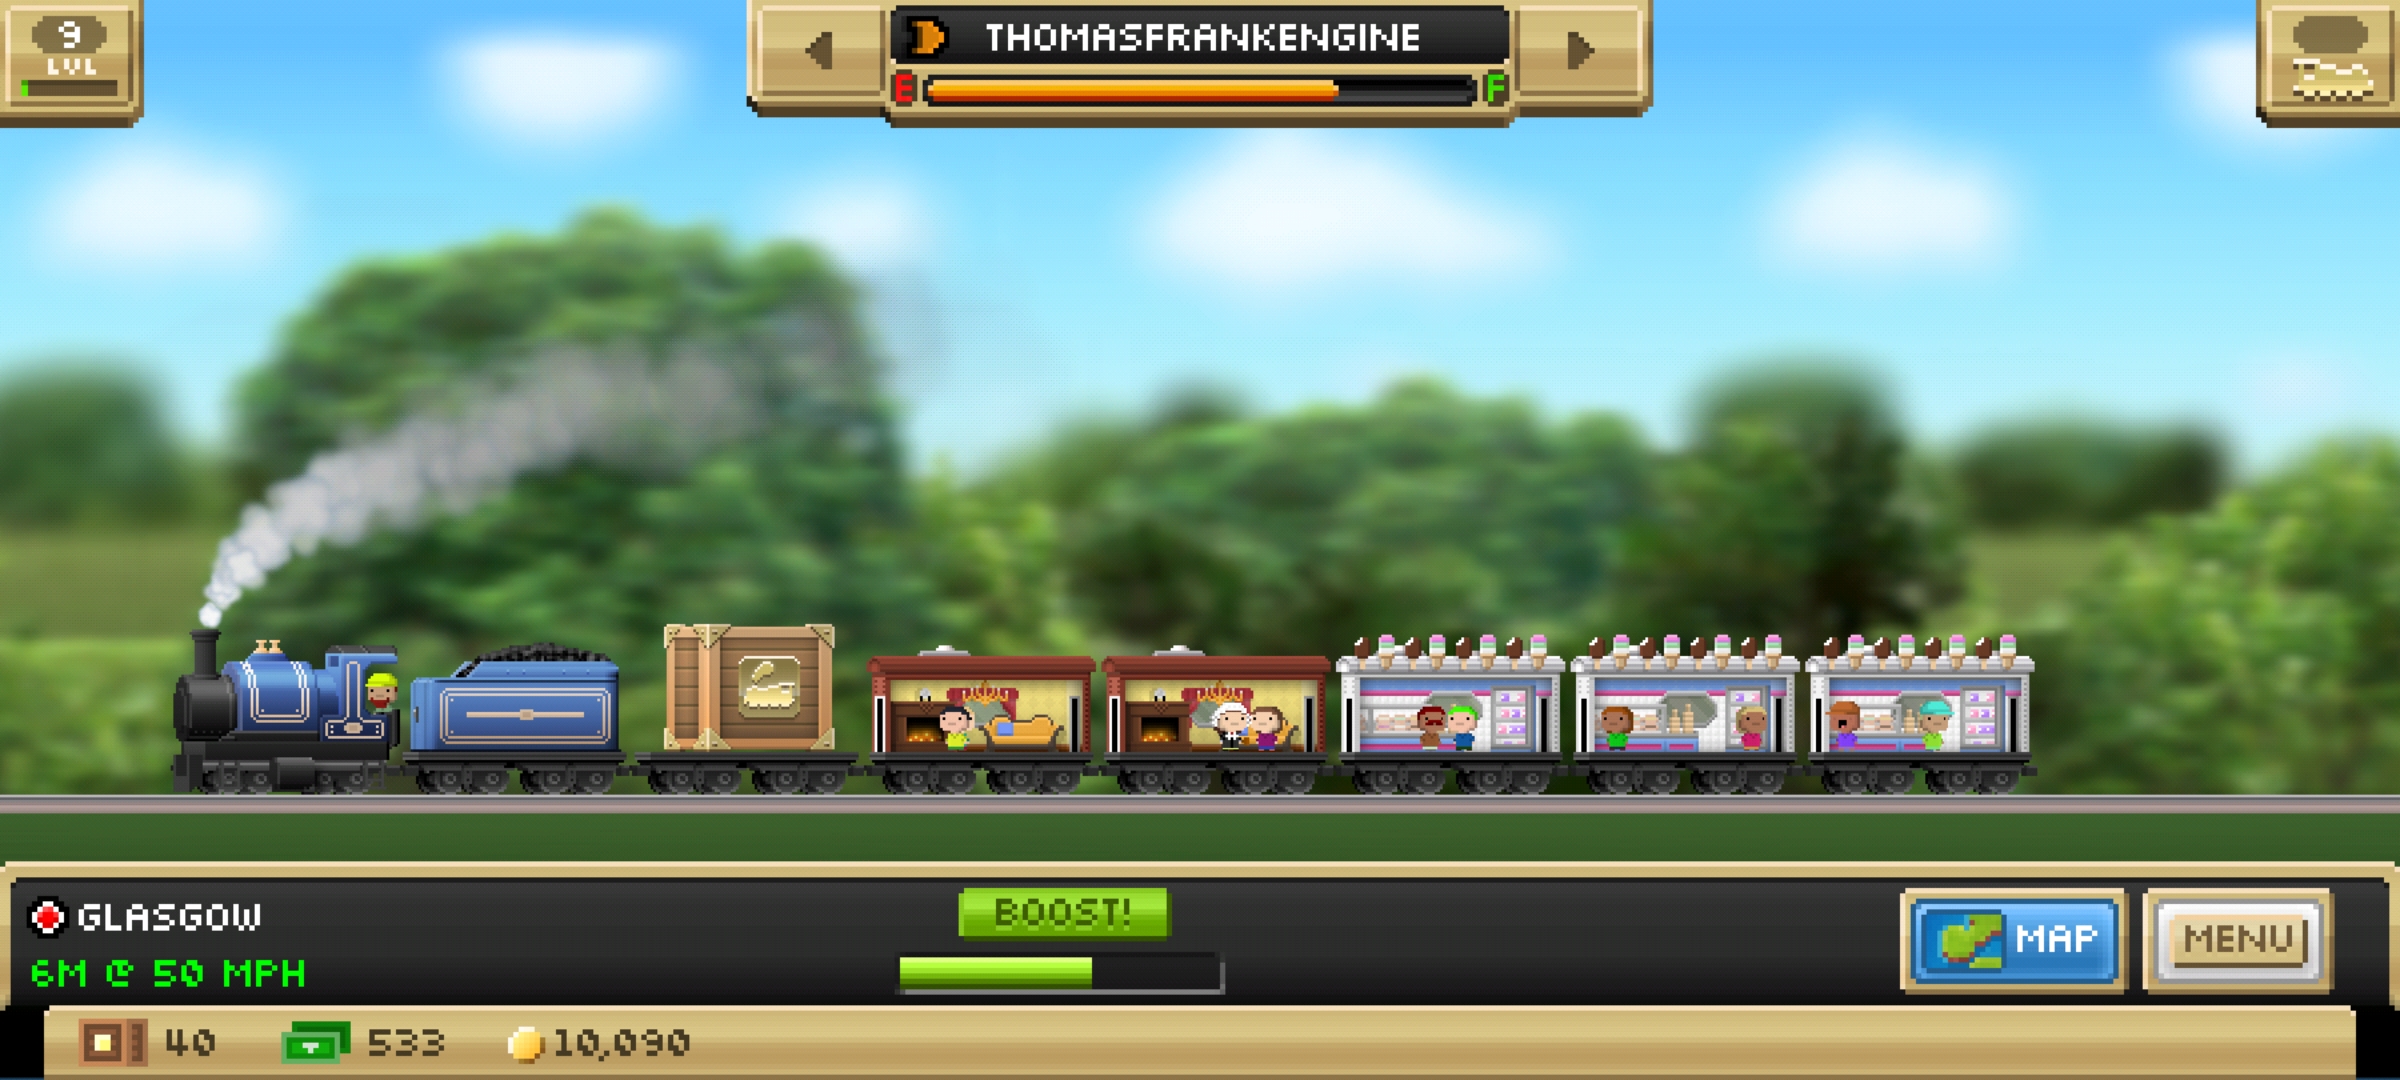 9
LVL
THOMASFRANKENGINE
E F
GLASGOW
6M @ 50 MPH
BOOST!
MAP
MENU
40 533 10,090